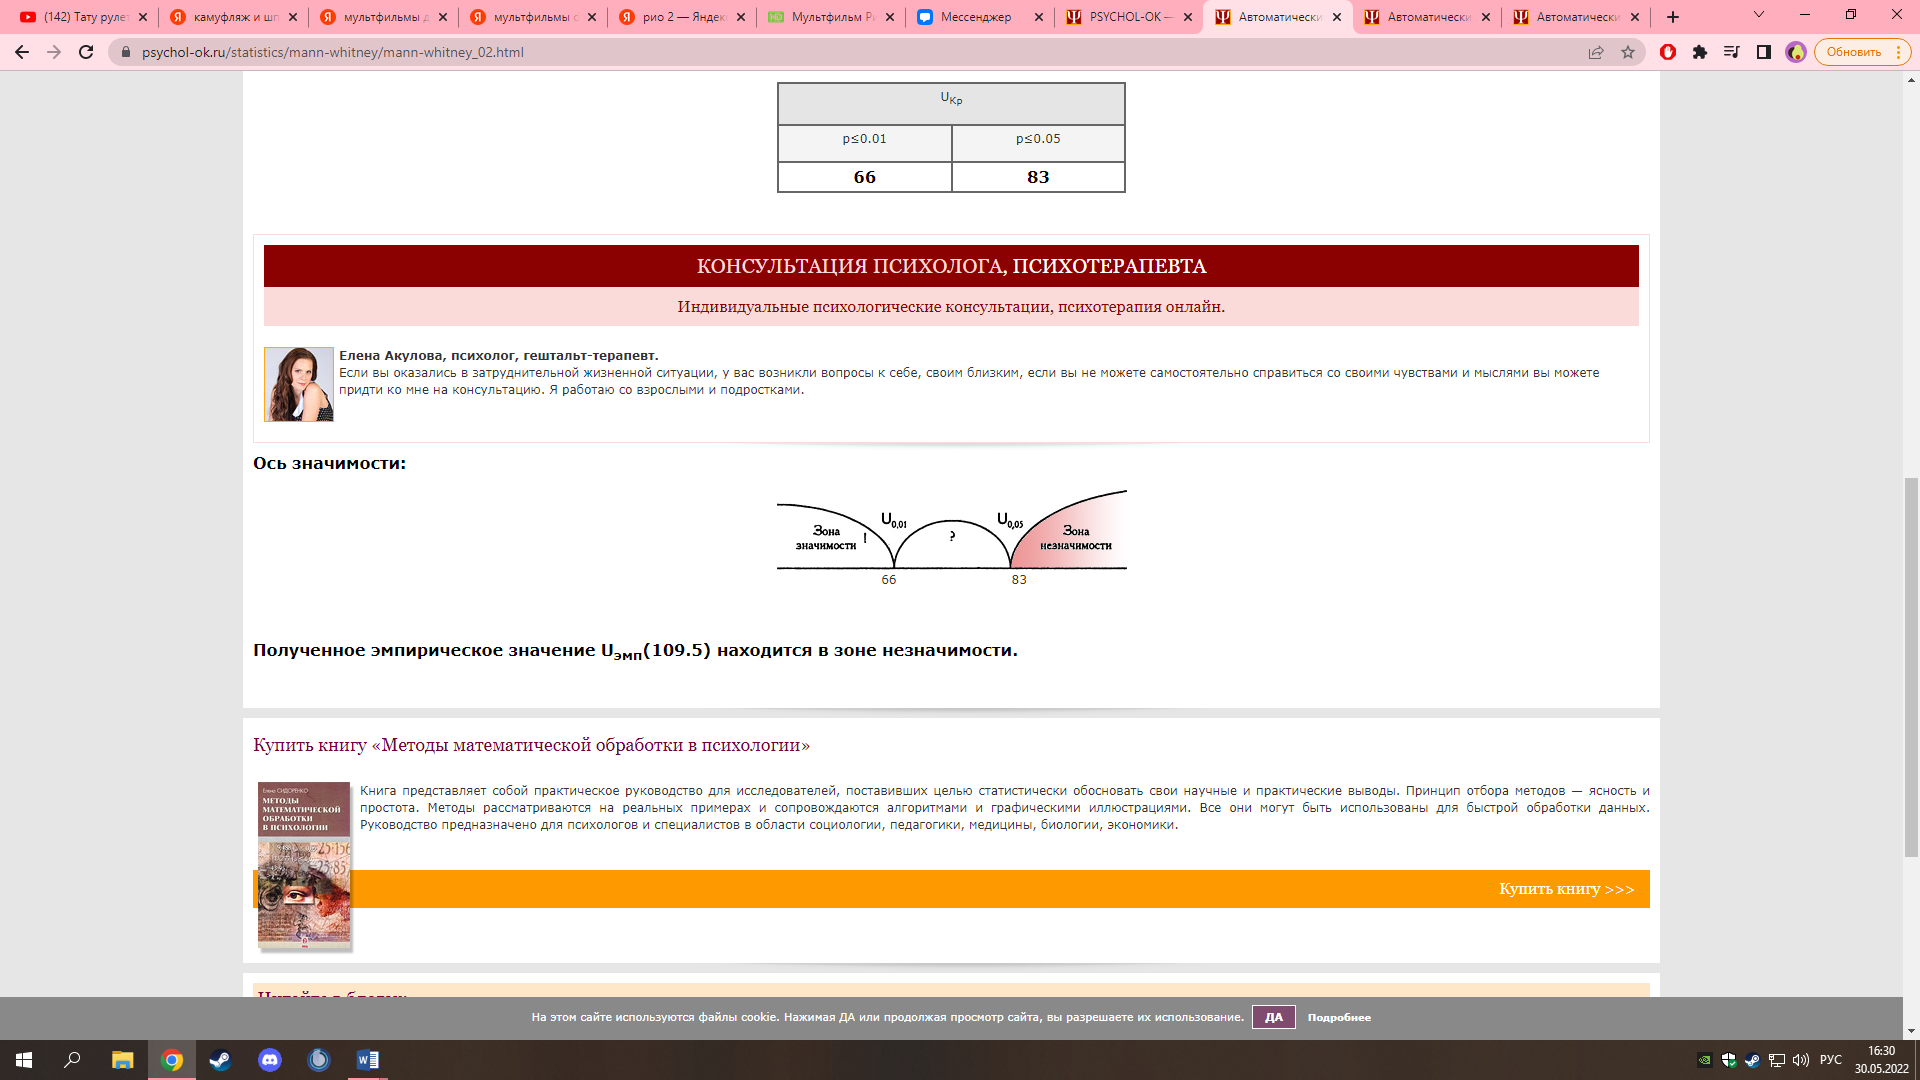 (142) Тату рулет
камуфляж и шп
мультфильмы д
мультфильмы с
рио 2 — Яндек
Мультфильм Ри
Мессенджер
PSYCHOL-OK —
Автоматически
Автоматически
Автоматически
psychol-ok.ru/statistics/mann-whitney/mann-whitney_02.html
Обновить
UКр
p≤0.01 p≤0.05
66 83
КОНСУЛЬТАЦИЯ ПСИХОЛОГА, ПСИХОТЕРАПЕВТА
Индивидуальные психологические консультации, психотерапия онлайн.
Елена Акулова, психолог, гештальт-терапевт.
Если вы оказались в затруднительной жизненной ситуации, у вас возникли вопросы к себе, своим близким, если вы не можете самостоятельно справиться со своими чувствами и мыслями вы можете
придти ко мне на консультацию. Я работаю со взрослыми и подростками.
Ось значимости:
U0,01 U0,05
Зона ? Зона
значимости ! незначимости
66 83
Полученное эмпирическое значение Uэмп(109.5) находится в зоне незначимости.
Купить книгу «Методы математической обработки в психологии»
Елена СИДОРЕНКО
МЕТОДЫ
МАТЕМАТИЧЕСКОЙ
ОБРАБОТКИ
В ПСИХОЛОГИИ
Книга представляет собой практическое руководство для исследователей, поставивших целью статистически обосновать свои научные и практические выводы. Принцип отбора методов — ясность и
простота. Методы рассматриваются на реальных примерах и сопровождаются алгоритмами и графическими иллюстрациями. Все они могут быть использованы для быстрой обработки данных.
Руководство предназначено для психологов и специалистов в области социологии, педагогики, медицины, биологии, экономики.
Купить книгу >>>
На этом сайте используются файлы cookie. Нажимая ДА или продолжая просмотр сайта, вы разрешаете их использование. ДА Подробнее
РУС
16:30
30.05.2022